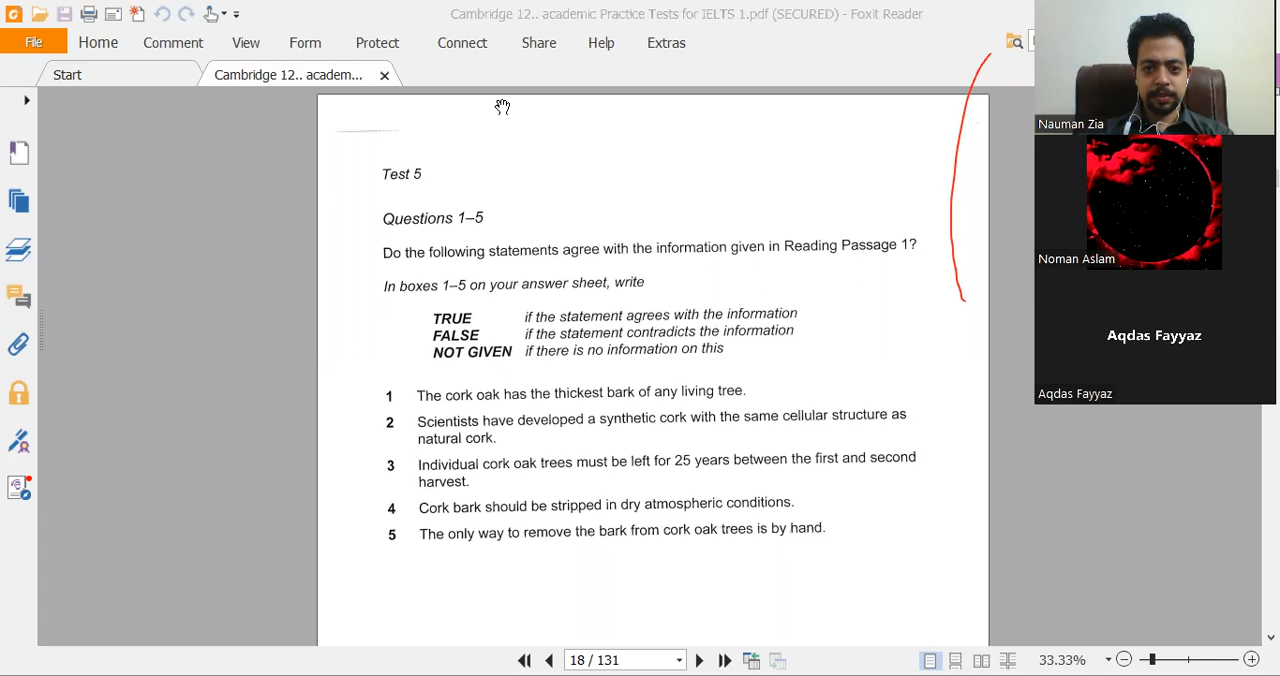 Cambridge 12.. academic Practice Tests for IELTS 1.pdf (SECURED) - Foxit Reader
File Home Comment View Form Protect Connect Share Help Extras
Start Cambridge 12.. academ...
Test 5
Questions 1–5
Do the following statements agree with the information given in Reading Passage 1?
In boxes 1–5 on your answer sheet, write
TRUE if the statement agrees with the information
FALSE if the statement contradicts the information
NOT GIVEN if there is no information on this
1 The cork oak has the thickest bark of any living tree.
2 Scientists have developed a synthetic cork with the same cellular structure as
natural cork.
3 Individual cork oak trees must be left for 25 years between the first and second
harvest.
4 Cork bark should be stripped in dry atmospheric conditions.
5 The only way to remove the bark from cork oak trees is by hand.
18 / 131
33.33%
Nauman Zia
Noman Aslam
Aqdas Fayyaz
Aqdas Fayyaz